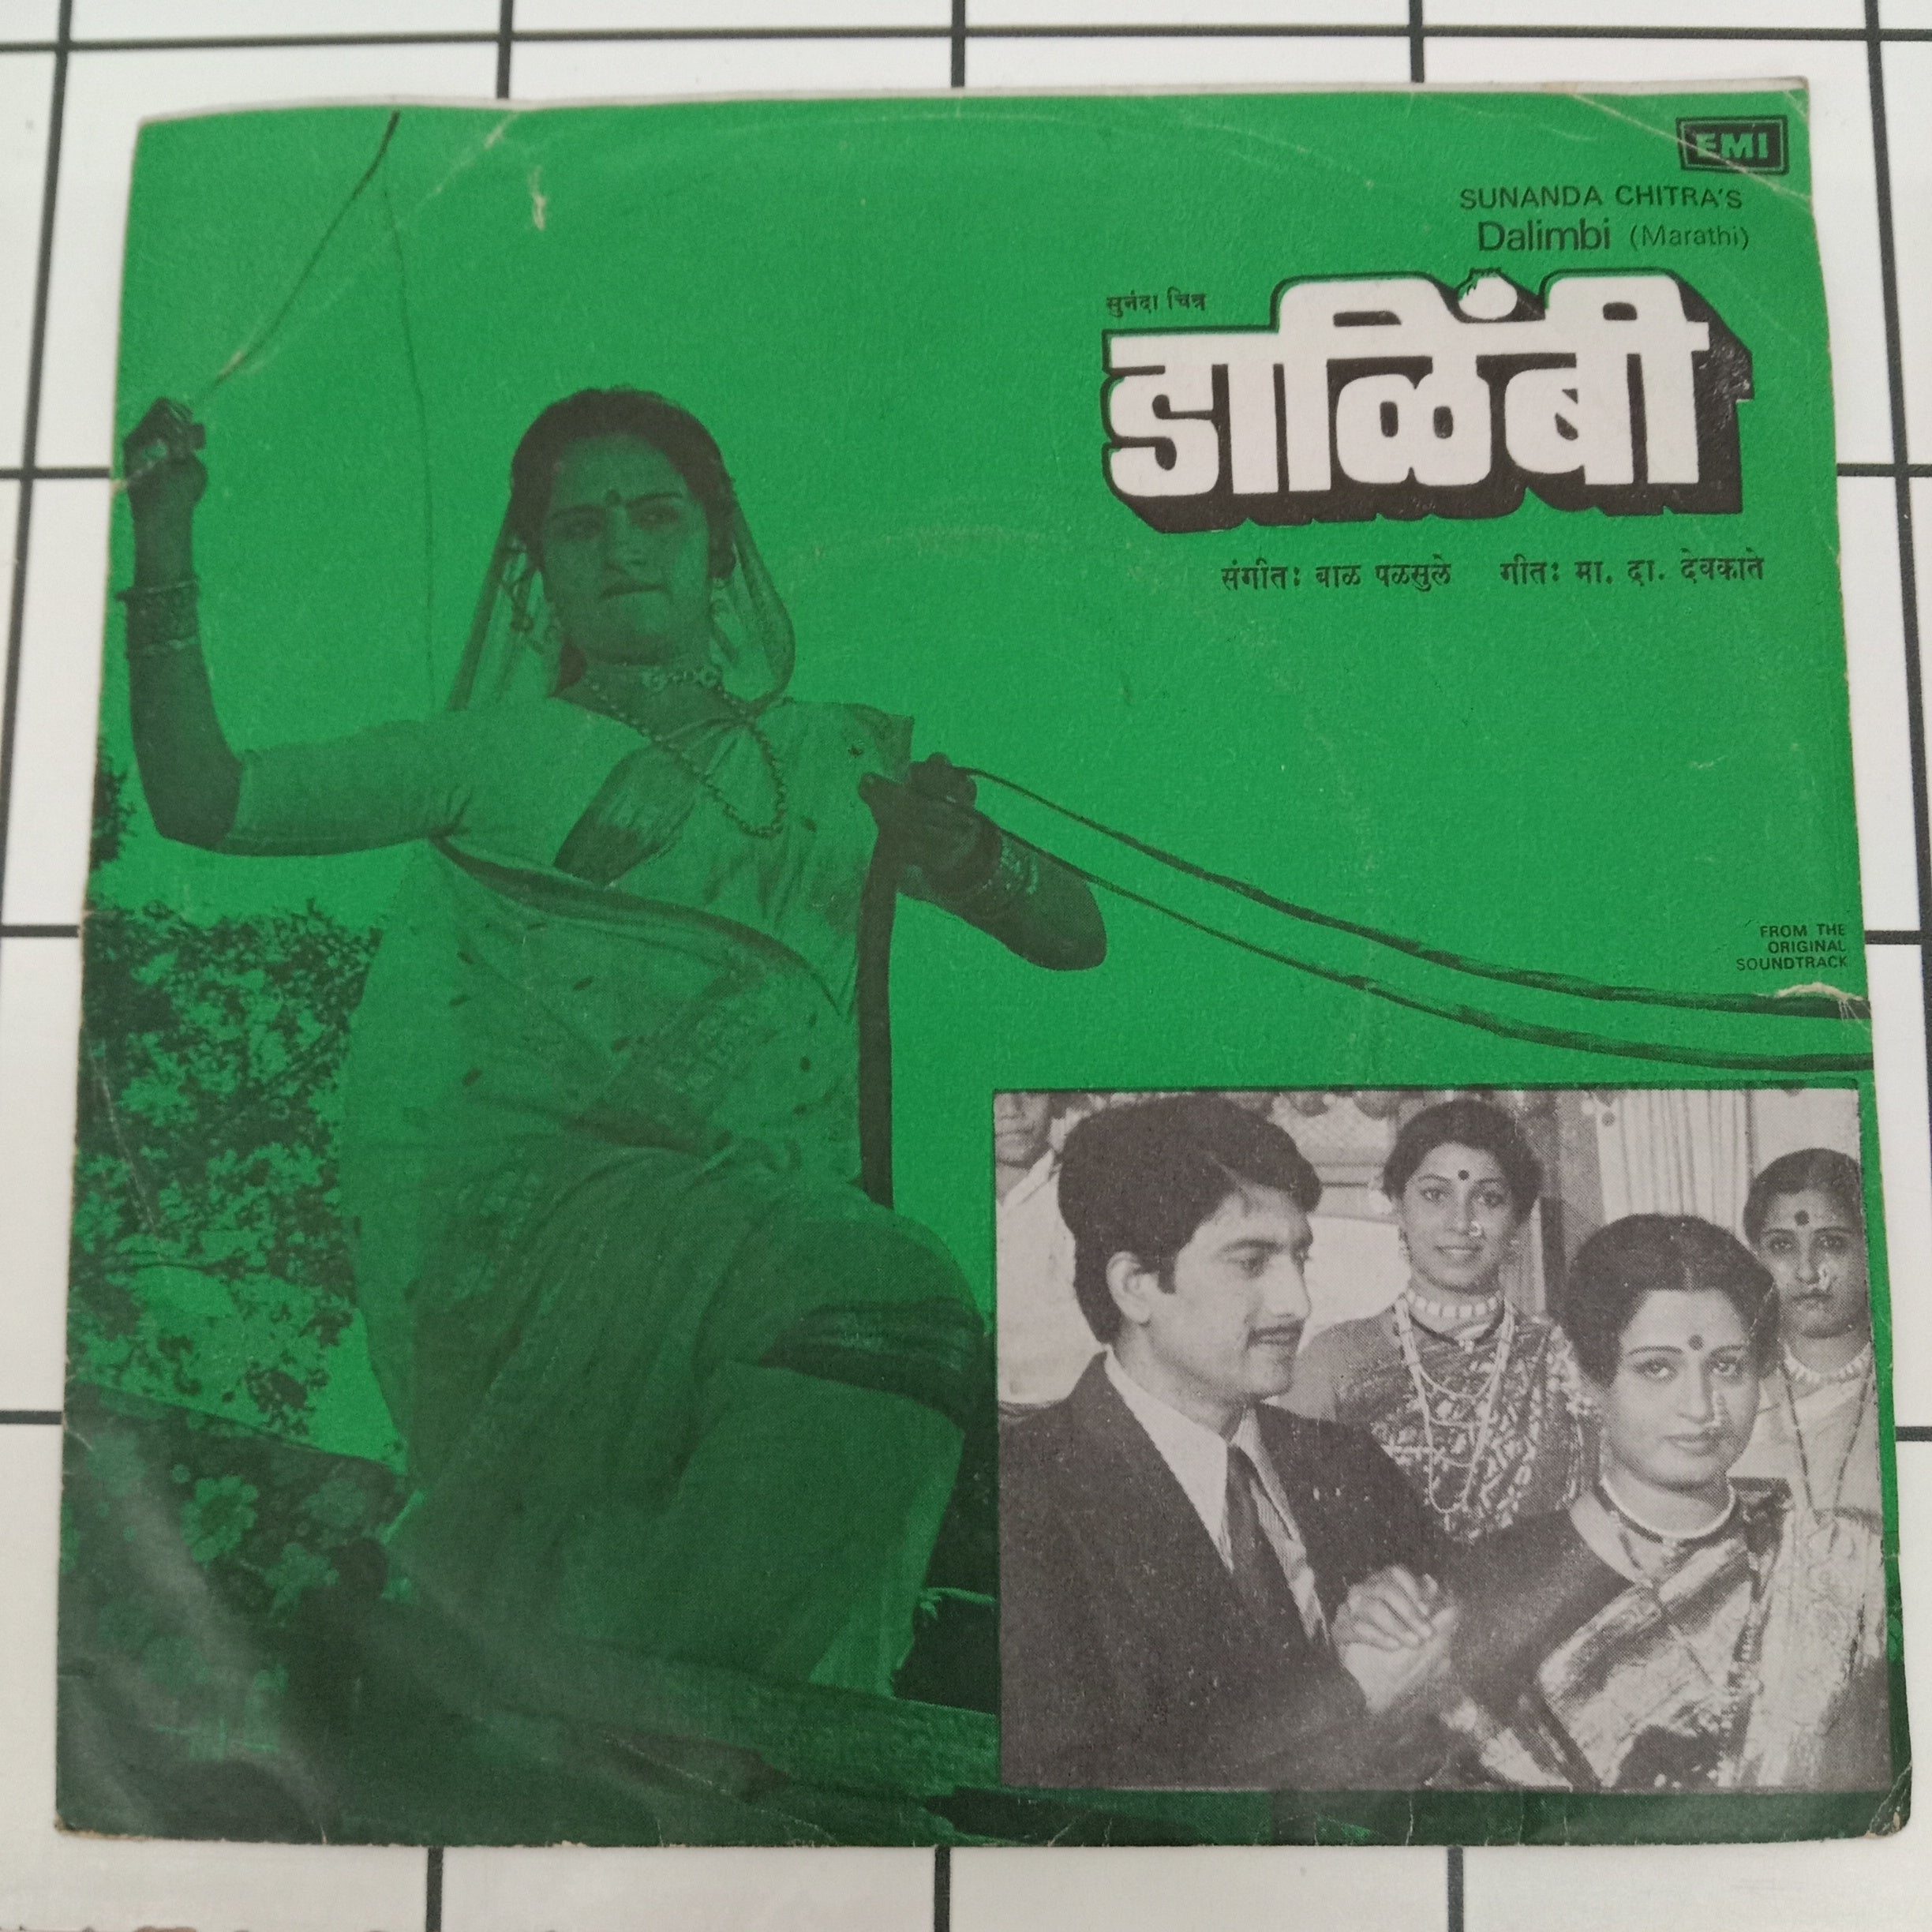 EMI
SUNANDA CHITRA'S
Dalimbi (Marathi)
सुनंदा चित्र
डाळिंबी
संगीत: बाळ पळसुले गीत: मा. दा. देवकाते
FROM THE
ORIGINAL
SOUNDTRACK